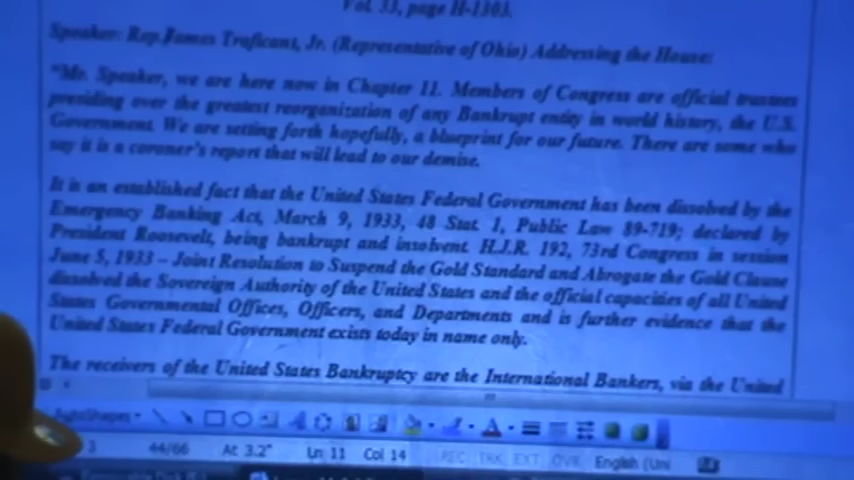 Vol. 33, page H-1303.
Speaker: Rep. James Traficant, Jr. (Representative of Ohio) Addressing the House:
"Mr. Speaker, we are here now in Chapter 11. Members of Congress are official trustees
presiding over the greatest reorganization of any Bankrupt entity in world history, the U.S.
Government. We are setting forth hopefully, a blueprint for our future. There are some who
say it is a coroner's report that will lead to our demise.
It is an established fact that the United States Federal Government has been dissolved by the
Emergency Banking Act, March 9, 1933, 48 Stat. 1, Public Law 89-719; declared by
President Roosevelt, being bankrupt and insolvent. H.J.R. 192, 73rd Congress in session
June 5, 1933 – Joint Resolution to Suspend the Gold Standard and Abrogate the Gold Clause
dissolved the Sovereign Authority of the United States and the official capacities of all United
States Governmental Offices, Officers, and Departments and is further evidence that the
United States Federal Government exists today in name only.
The receivers of the United States Bankruptcy are the International Bankers, via the United
AutoShapes
3 44/66 At 3.2" Ln 11 Col 14 REC TRK EXT OVR English (Uni